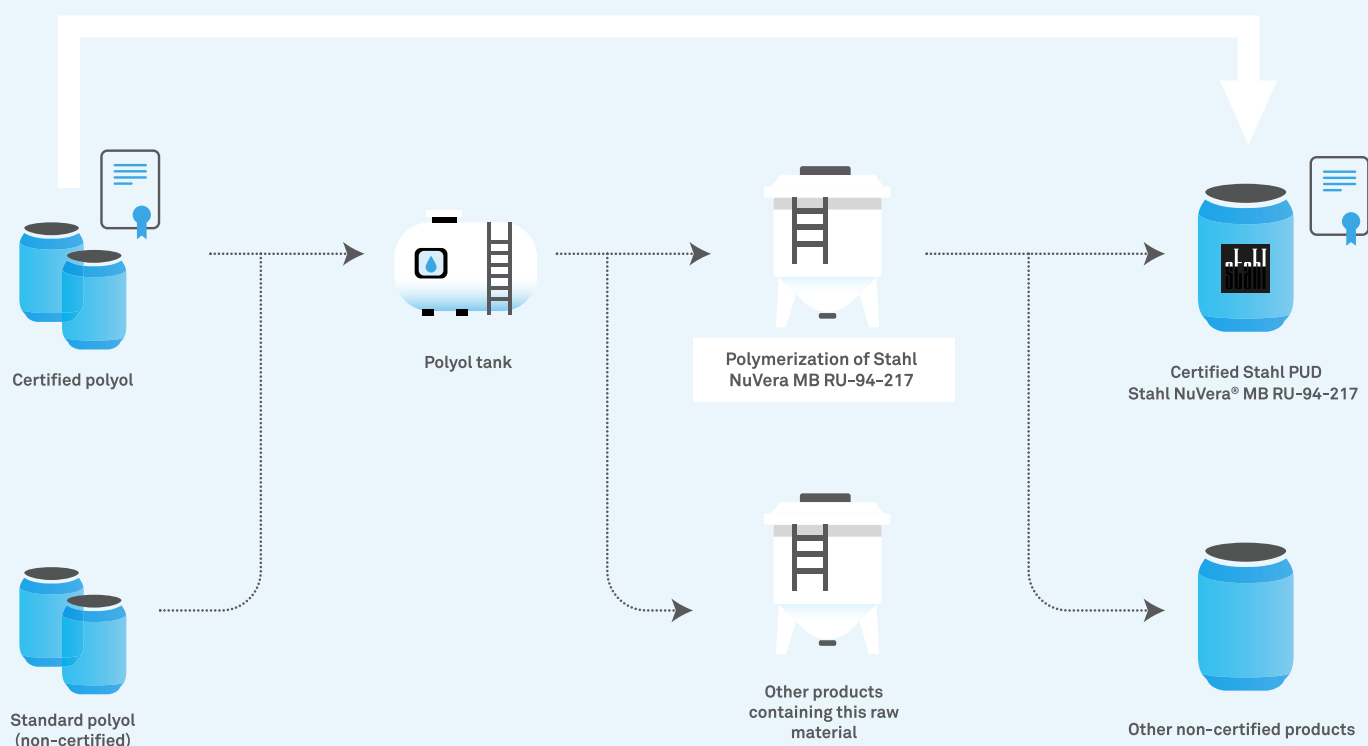 stahl
Certified polyol
Polyol tank
Polymerization of Stahl
NuVera MB RU-94-217
Certified Stahl PUD
Stahl NuVera® MB RU-94-217
Standard polyol
(non-certified)
Other products
containing this raw
material
Other non-certified products